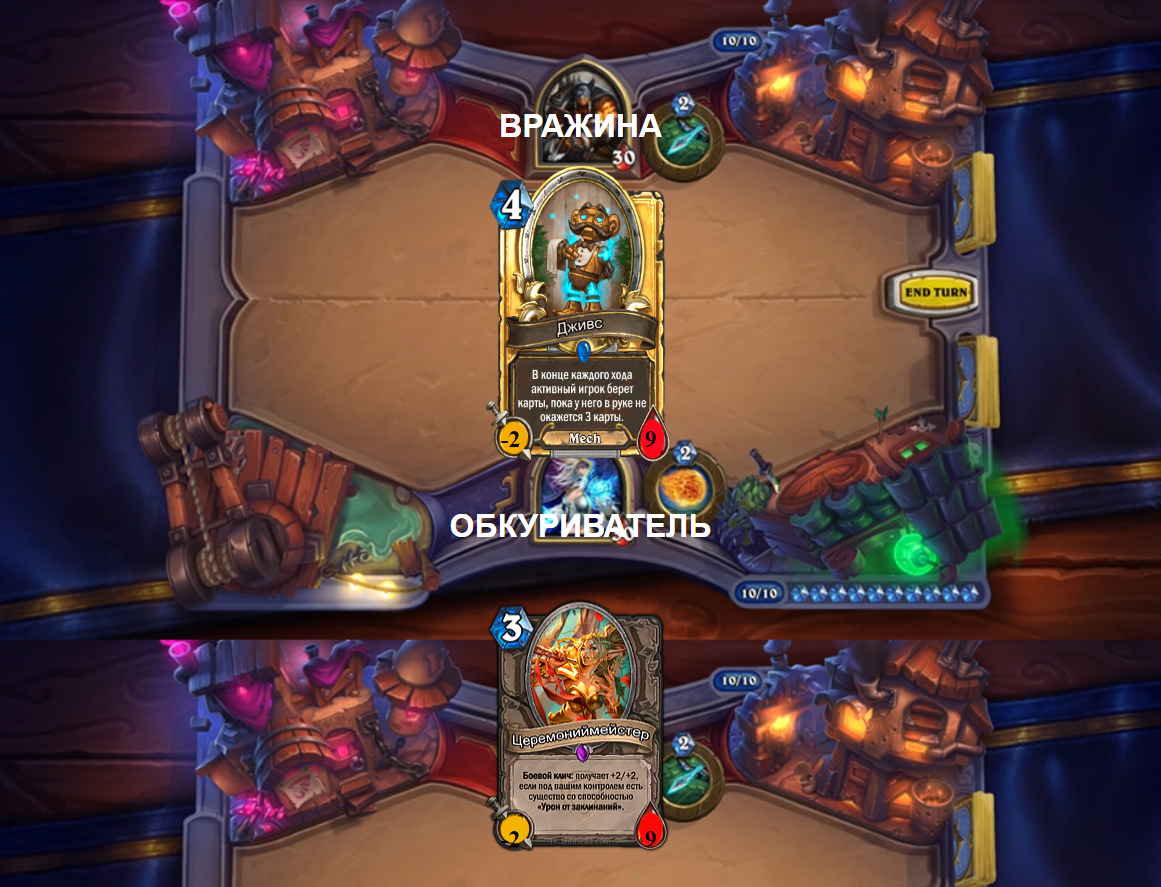 10/10
2
ВРАЖИНА
30
4
Дживс
END TURN
В конце каждого хода
активный игрок берет
карты, пока у него в руке не
окажется 3 карты.
-2
Mech
9
2
ОБКУРИВАТЕЛЬ
10/10
3
10/10
2
Церемониймейстер
Боевой клич: получает +2/+2,
если под вашим контролем есть
существо со способностью
«Урон от заклинаний».
2
9